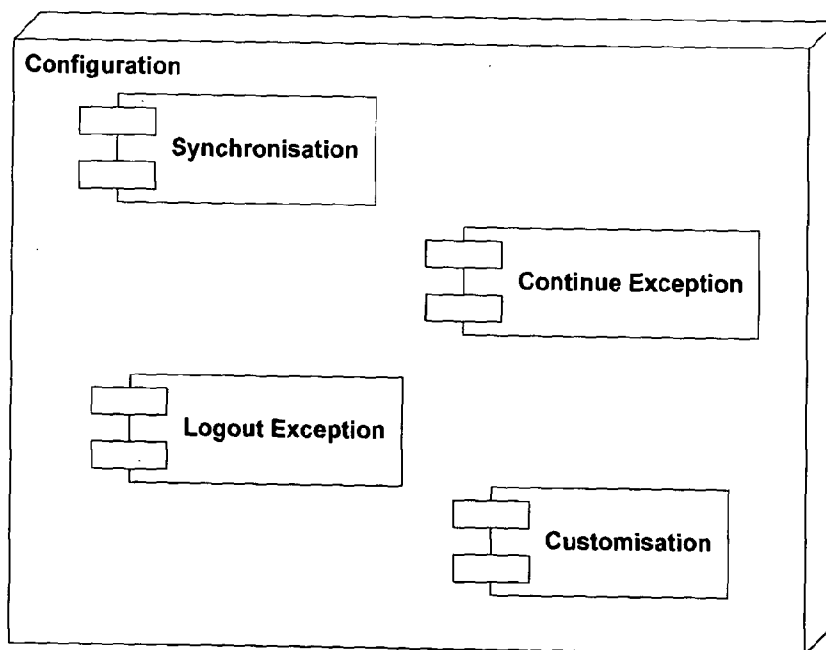 Configuration
Synchronisation
Continue Exception
Logout Exception
Customisation